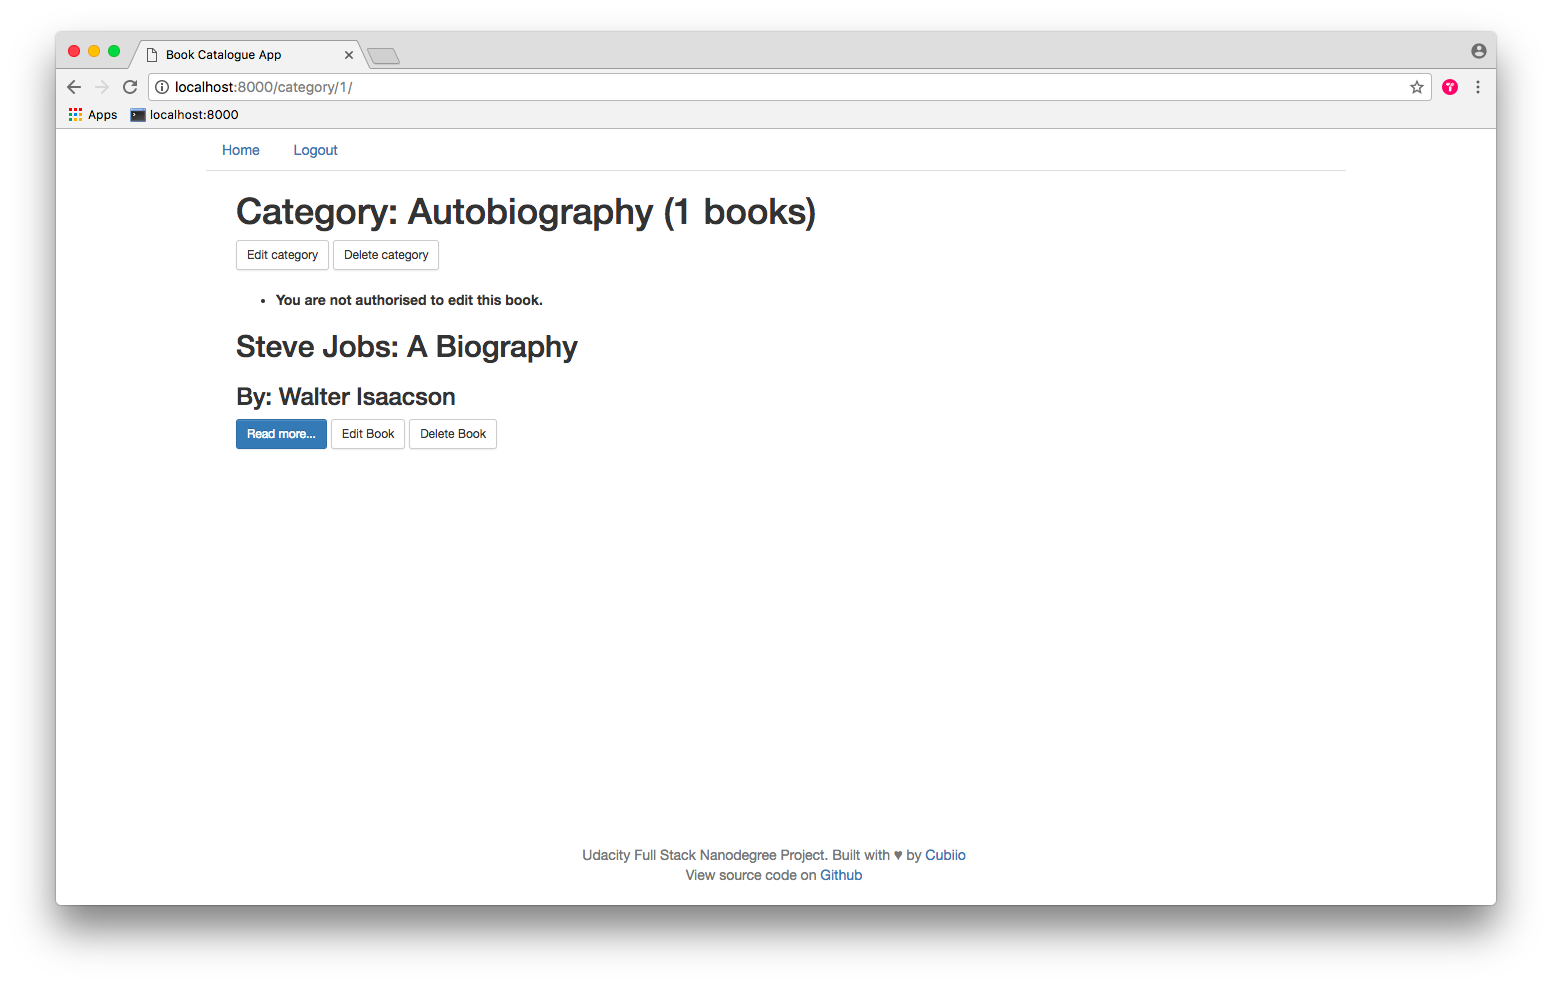 Book Catalogue App
localhost:8000/category/1/
Apps localhost:8000
Home Logout
Category: Autobiography (1 books)
Edit category Delete category
• You are not authorised to edit this book.
Steve Jobs: A Biography
By: Walter Isaacson
Read more... Edit Book Delete Book
Udacity Full Stack Nanodegree Project. Built with ♥ by Cubiio
View source code on Github